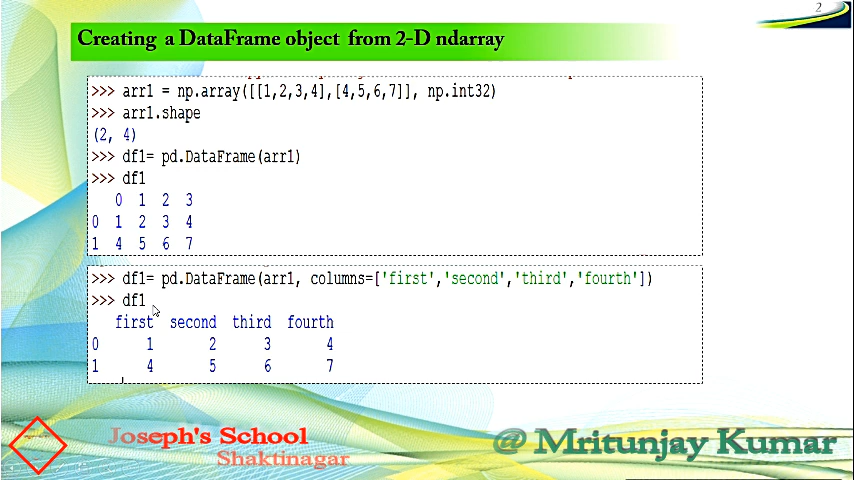 2
Creating a DataFrame object from 2-D ndarray
>>> arr1 = np.array([[1,2,3,4],[4,5,6,7]], np.int32)
>>> arr1.shape
(2, 4)
>>> df1= pd.DataFrame(arr1)
>>> df1
0 1 2 3
0 1 2 3 4
1 4 5 6 7
>>> df1= pd.DataFrame(arr1, columns=['first','second','third','fourth'])
>>> df1
first second third fourth
0 1 2 3 4
1 4 5 6 7
Joseph's School
Shaktinagar
@ Mritunjay Kumar